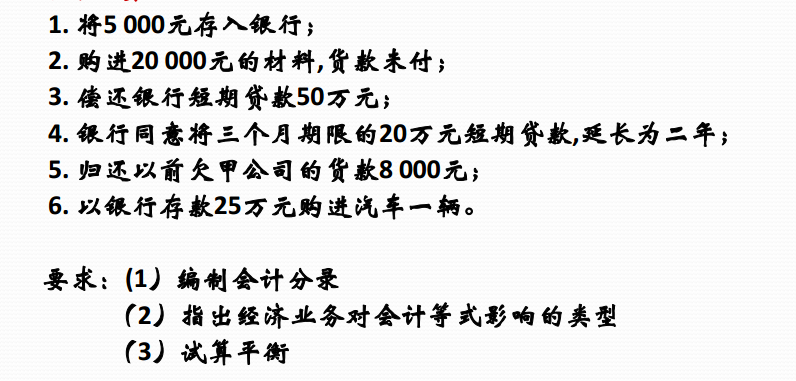 1. 将5 000元存入银行；
2. 购进20 000元的材料,货款未付；
3. 偿还银行短期贷款50万元；
4. 银行同意将三个月期限的20万元短期贷款,延长为二年；
5. 归还以前欠甲公司的货款8 000元；
6. 以银行存款25万元购进汽车一辆。
要求：(1）编制会计分录
（2）指出经济业务对会计等式影响的类型
（3）试算平衡